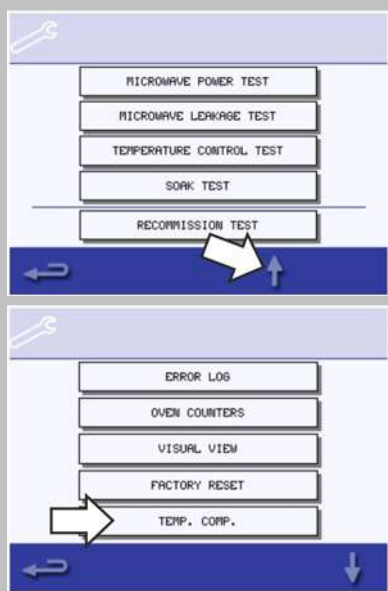 MICROWAVE POWER TEST
MICROWAVE LEAKAGE TEST
TEMPERATURE CONTROL TEST
SOAK TEST
RECOMMISSION TEST
ERROR LOG
OVEN COUNTERS
VISUAL VIEW
FACTORY RESET
TEMP. COMP.